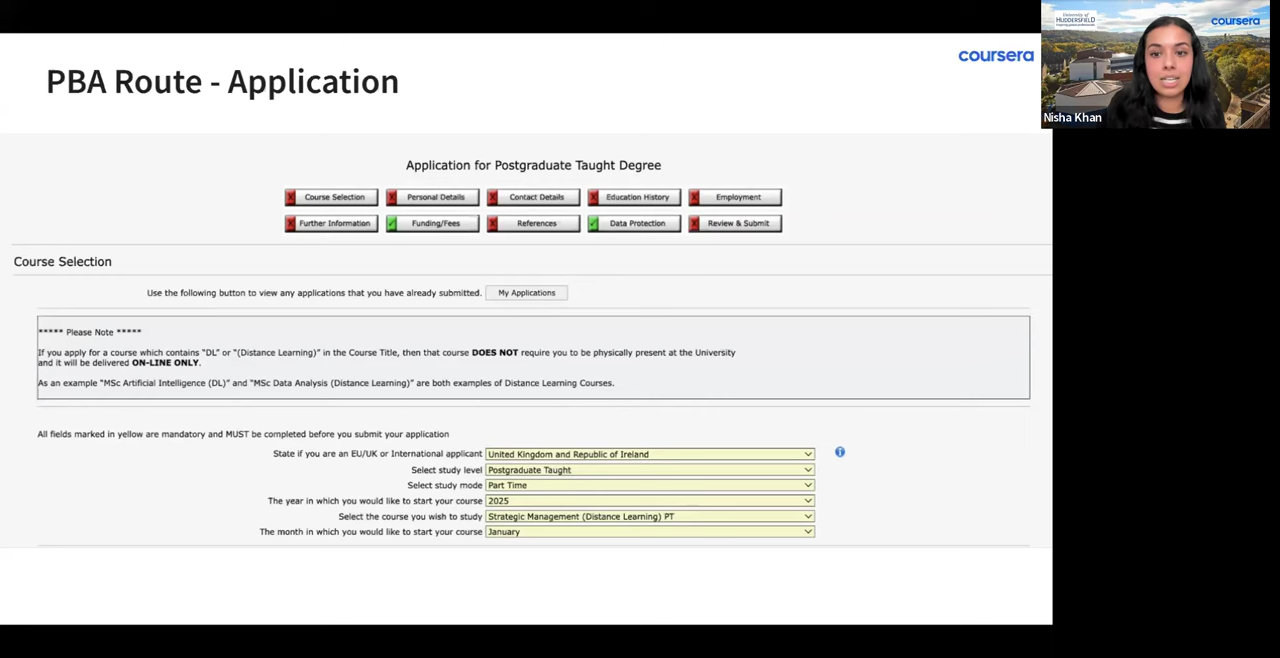 PBA Route - Application
coursera
University of
HUDDERSFIELD
Inspiring global professionals
coursera
Nisha Khan
Application for Postgraduate Taught Degree
Course Selection
Personal Details
Contact Details
Education History
Employment
Further Information
Funding/Fees
References
Data Protection
Review & Submit
Course Selection
Use the following button to view any applications that you have already submitted. My Applications
***** Please Note *****
If you apply for a course which contains "DL" or "(Distance Learning)" in the Course Title, then that course DOES NOT require you to be physically present at the University
and it will be delivered ON-LINE ONLY.
As an example "MSc Artificial Intelligence (DL)" and "MSc Data Analysis (Distance Learning)" are both examples of Distance Learning Courses.
All fields marked in yellow are mandatory and MUST be completed before you submit your application
State if you are an EU/UK or International applicant United Kingdom and Republic of Ireland
Select study level Postgraduate Taught
Select study mode Part Time
The year in which you would like to start your course 2025
Select the course you wish to study Strategic Management (Distance Learning) PT
The month in which you would like to start your course January